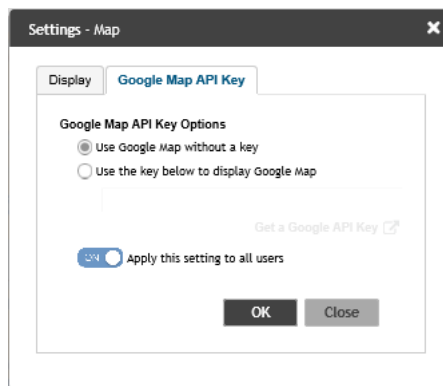 Settings - Map
Display
Google Map API Key
Google Map API Key Options
Use Google Map without a key
Use the key below to display Google Map
Get a Google API Key
ON
Apply this setting to all users
OK
Close